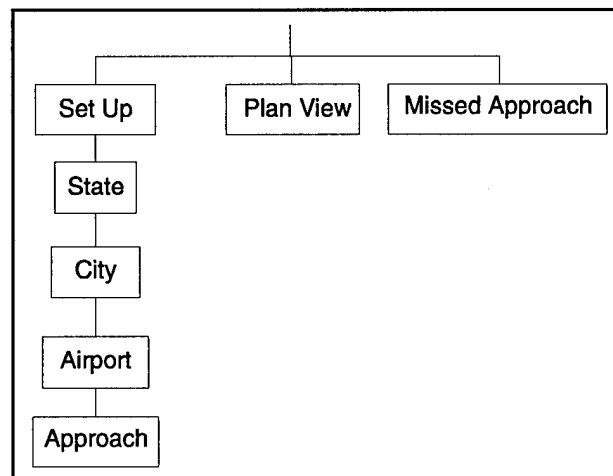 Set Up
Plan View
Missed Approach
State
City
Airport
Approach